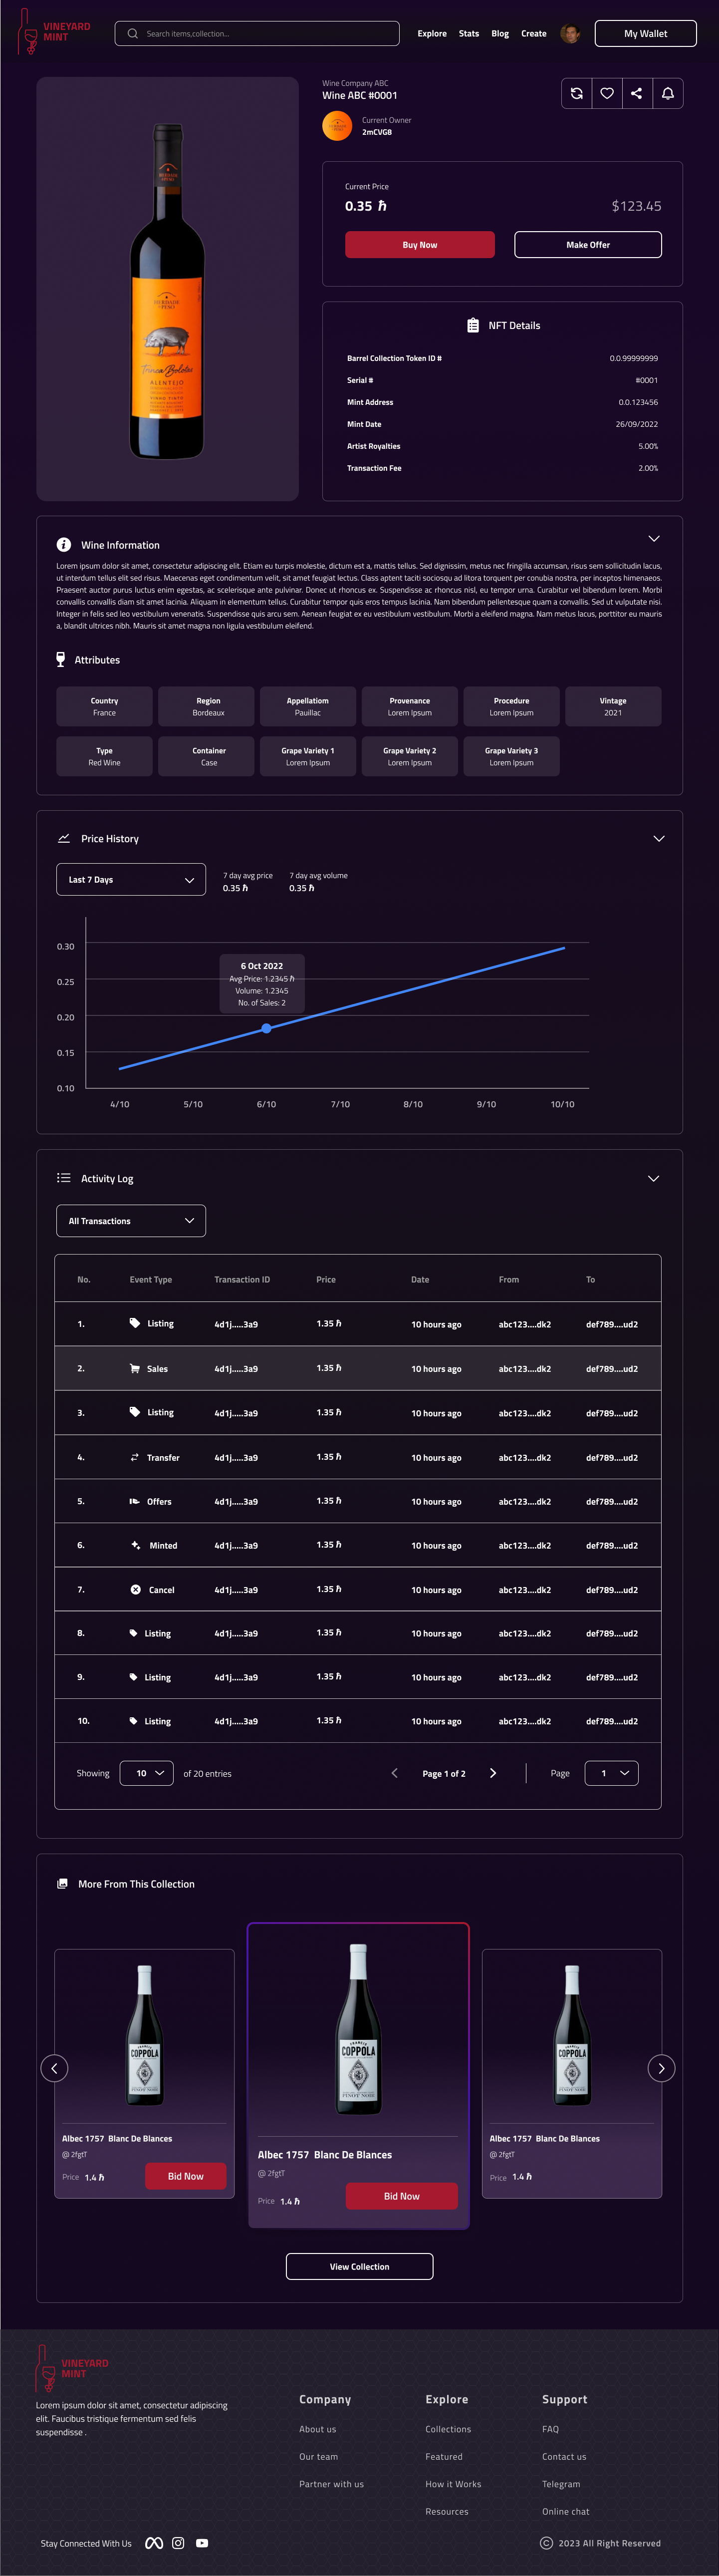 VINEYARD
MINT
Search items,collection...
Explore Stats Blog Create
My Wallet
Wine Company ABC
Wine ABC #0001
Current Owner
2mCVG8
Current Price
0.35 ℏ
$123.45
Buy Now
Make Offer
NFT Details
Barrel Collection Token ID # 0.0.99999999
Serial # #0001
Mint Address 0.0.123456
Mint Date 26/09/2022
Artist Royalties 5.00%
Transaction Fee 2.00%
HERDADE
DO PESO
Trinca Bolotas
ALENTEJO
VINHO TINTO
Wine Information
Lorem ipsum dolor sit amet, consectetur adipiscing elit. Etiam eu turpis molestie, dictum est a, mattis tellus. Sed dignissim, metus nec fringilla accumsan, risus sem sollicitudin lacus,
ut interdum tellus elit sed risus. Maecenas eget condimentum velit, sit amet feugiat lectus. Class aptent taciti sociosqu ad litora torquent per conubia nostra, per inceptos himenaeos.
Praesent auctor purus luctus enim egestas, ac scelerisque ante pulvinar. Donec ut rhoncus ex. Suspendisse ac rhoncus nisl, eu tempor urna. Curabitur vel bibendum lorem. Morbi
convallis convallis diam sit amet lacinia. Aliquam in elementum tellus. Curabitur tempor quis eros tempus lacinia. Nam bibendum pellentesque quam a convallis. Sed ut vulputate nisi.
Integer in felis sed orci vestibulum venenatis. Suspendisse quis arcu sem. Aenean feugiat ex eu vestibulum vestibulum. Morbi a eleifend magna. Nam metus lacus, porttitor eu mauris
a, blandit ultrices nibh. Mauris sit amet magna non ligula vestibulum eleifend.
Attributes
Country Region Appellatiom Provenance Procedure Vintage
France Bordeaux Pauillac Lorem Ipsum Lorem Ipsum 2021
Type Container Grape Variety 1 Grape Variety 2 Grape Variety 3
Red Wine Case Lorem Ipsum Lorem Ipsum Lorem Ipsum
Price History
Last 7 Days
7 day avg price 7 day avg volume
0.35 ℏ 0.35 ℏ
0.30
0.25
0.20
0.15
0.10
6 Oct 2022
Avg Price: 1.2345 ℏ
Volume: 1.2345
No. of Sales: 2
4/10 5/10 6/10 7/10 8/10 9/10 10/10
Activity Log
All Transactions
No. Event Type Transaction ID Price Date From To
1. Listing 4d1j.....3a9 1.35 ℏ 10 hours ago abc123....dk2 def789....ud2
2. Sales 4d1j.....3a9 1.35 ℏ 10 hours ago abc123....dk2 def789....ud2
3. Listing 4d1j.....3a9 1.35 ℏ 10 hours ago abc123....dk2 def789....ud2
4. Transfer 4d1j.....3a9 1.35 ℏ 10 hours ago abc123....dk2 def789....ud2
5. Offers 4d1j.....3a9 1.35 ℏ 10 hours ago abc123....dk2 def789....ud2
6. Minted 4d1j.....3a9 1.35 ℏ 10 hours ago abc123....dk2 def789....ud2
7. Cancel 4d1j.....3a9 1.35 ℏ 10 hours ago abc123....dk2 def789....ud2
8. Listing 4d1j.....3a9 1.35 ℏ 10 hours ago abc123....dk2 def789....ud2
9. Listing 4d1j.....3a9 1.35 ℏ 10 hours ago abc123....dk2 def789....ud2
10. Listing 4d1j.....3a9 1.35 ℏ 10 hours ago abc123....dk2 def789....ud2
Showing 10 of 20 entries Page 1 of 2 Page 1
More From This Collection
COPPOLA
Albec 1757 Blanc De Blances
@ 2fgtT
Price 1.4 ℏ
Bid Now
FRANCIS
COPPOLA
PINOT NOIR
Albec 1757 Blanc De Blances
@ 2fgtT
Price 1.4 ℏ
Bid Now
COPPOLA
Albec 1757 Blanc De Blances
@ 2fgtT
Price 1.4 ℏ
View Collection
VINEYARD
MINT
Lorem ipsum dolor sit amet, consectetur adipiscing
elit. Faucibus tristique fermentum sed felis
suspendisse .
Company
About us
Our team
Partner with us
Explore
Collections
Featured
How it Works
Resources
Support
FAQ
Contact us
Telegram
Online chat
Stay Connected With Us
© 2023 All Right Reserved